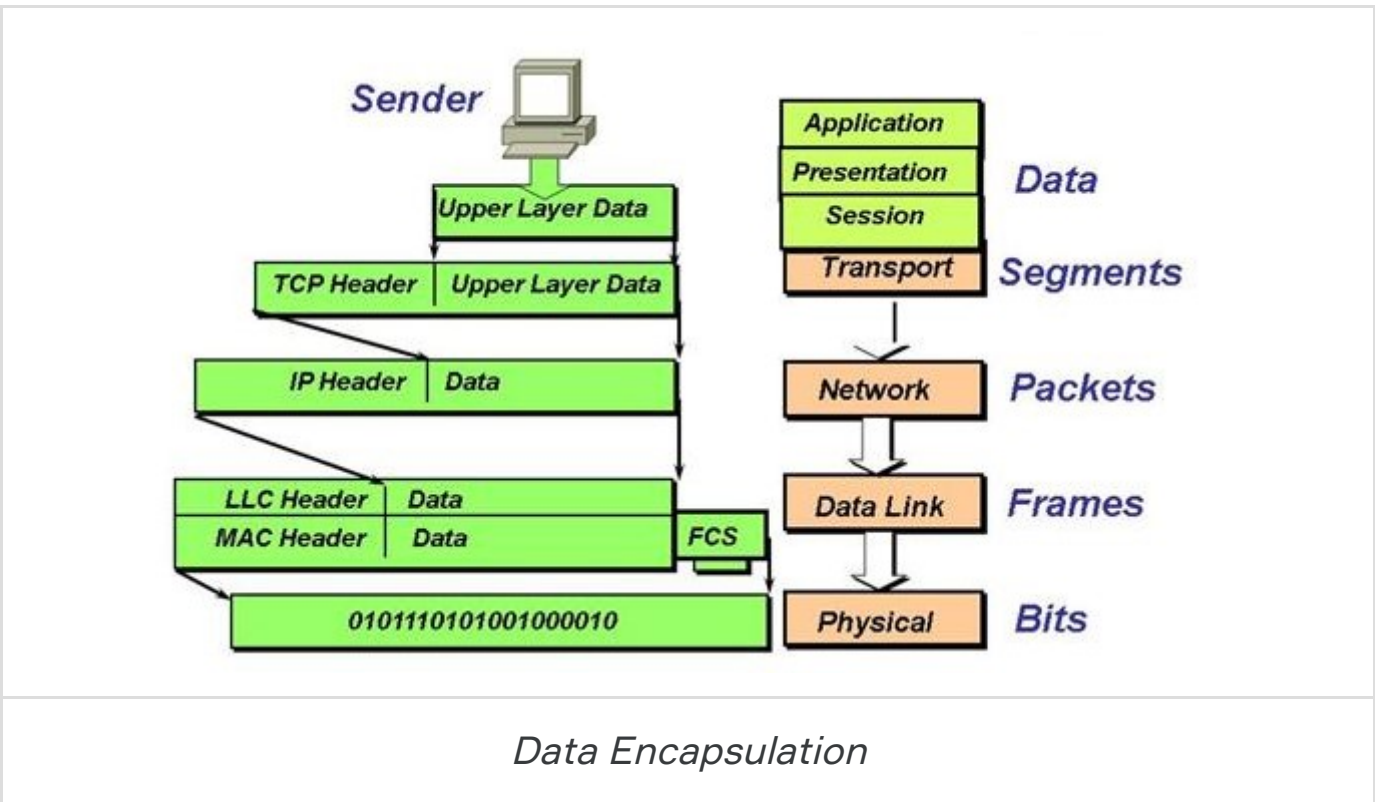 Sender
Upper Layer Data
TCP Header Upper Layer Data
IP Header Data
LLC Header Data
MAC Header Data
FCS
0101110101001000010
Application
Presentation
Session
Data
Transport
Segments
Network
Packets
Data Link
Frames
Physical
Bits
Data Encapsulation